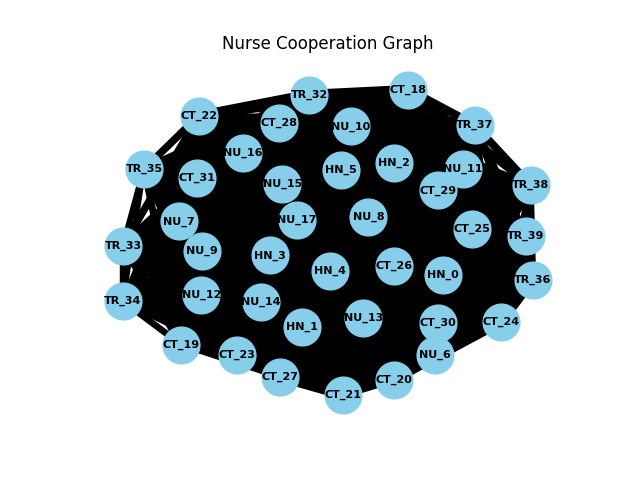 Nurse Cooperation Graph
CT_18
TR_32
CT_22
CT_28
NU_10
TR_37
NU_16
HN_2
TR_35
HN_5
NU_11
CT_31
NU_15
TR_38
CT_29
NU_7
NU_17
NU_8
CT_25
TR_39
TR_33
NU_9
HN_3
CT_26
HN_4
HN_0
TR_36
NU_12
TR_34
NU_14
NU_13
CT_24
CT_30
HN_1
CT_19
CT_23
NU_6
CT_27
CT_20
CT_21